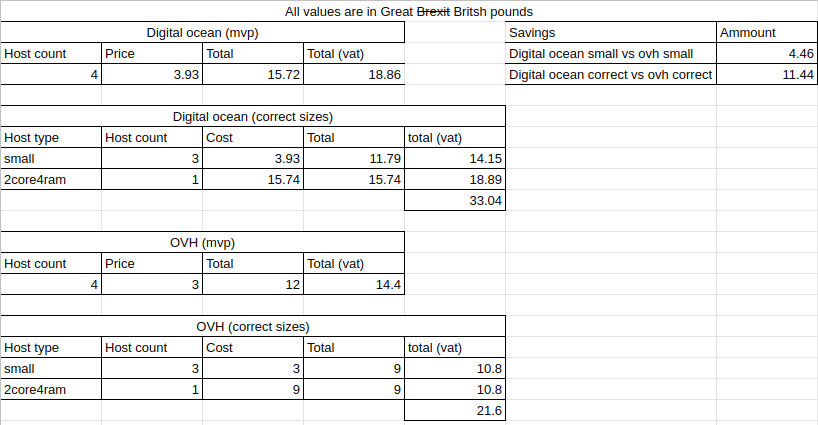 All values are in Great Brexit Britsh pounds
Digital ocean (mvp)
Savings Ammount
Host count Price Total Total (vat)
Digital ocean small vs ovh small 4.46
4 3.93 15.72 18.86
Digital ocean correct vs ovh correct 11.44
Digital ocean (correct sizes)
Host type Host count Cost Total total (vat)
small 3 3.93 11.79 14.15
2core4ram 1 15.74 15.74 18.89
33.04
OVH (mvp)
Host count Price Total Total (vat)
4 3 12 14.4
OVH (correct sizes)
Host type Host count Cost Total total (vat)
small 3 3 9 10.8
2core4ram 1 9 9 10.8
21.6